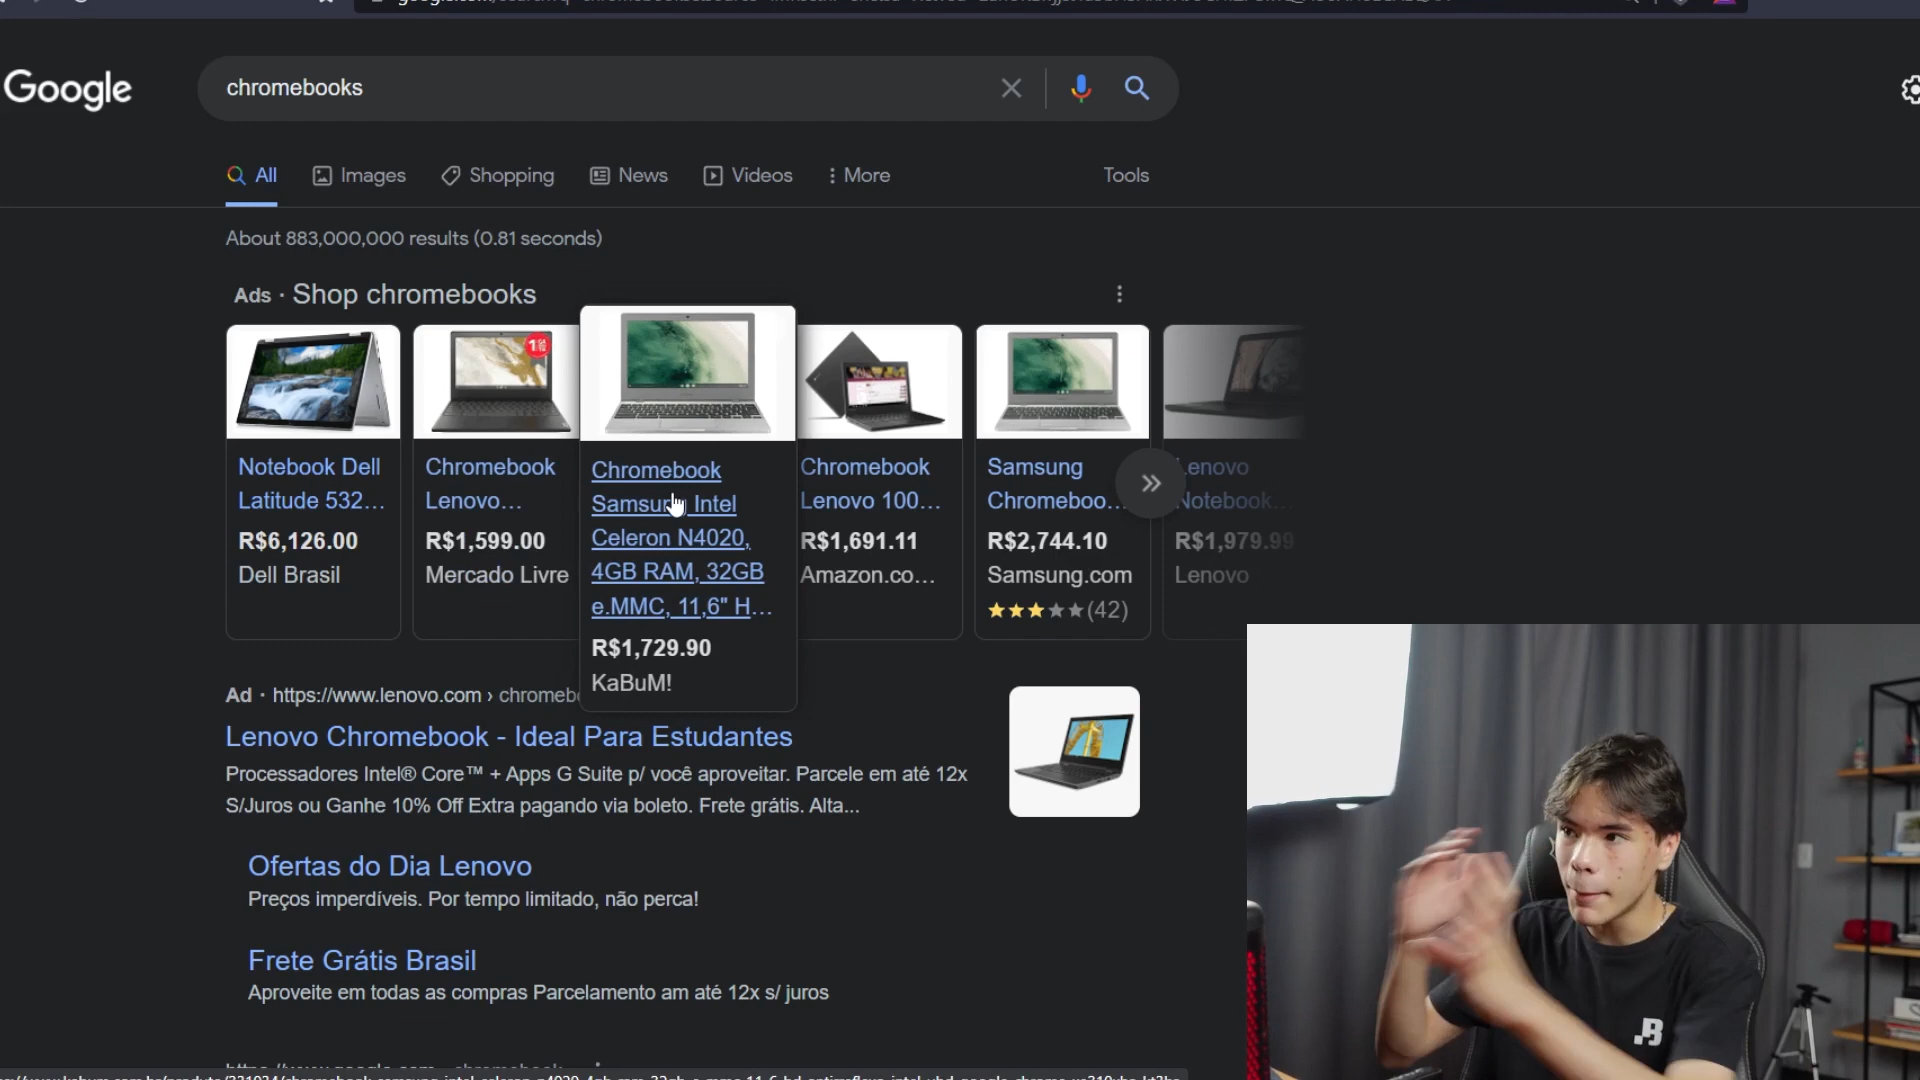 Google
chromebooks
All
Images
Shopping
News
Videos
More
Tools
About 883,000,000 results (0.81 seconds)
Ads · Shop chromebooks
Notebook Dell
Latitude 532...
R$6,126.00
Dell Brasil
Chromebook
Lenovo...
R$1,599.00
Mercado Livre
Chromebook
Samsung Intel
Celeron N4020,
4GB RAM, 32GB
e.MMC, 11,6" H...
R$1,729.90
KaBuM!
Chromebook
Lenovo 100...
R$1,691.11
Amazon.co...
Samsung
Chromeboo...
R$2,744.10
Samsung.com
(42)
Lenovo
Notebook...
R$1,979.99
Lenovo
Ad · https://www.lenovo.com › chromeb
Lenovo Chromebook - Ideal Para Estudantes
Processadores Intel® Core™ + Apps G Suite p/ você aproveitar. Parcele em até 12x
S/Juros ou Ganhe 10% Off Extra pagando via boleto. Frete grátis. Alta...
Ofertas do Dia Lenovo
Preços imperdíveis. Por tempo limitado, não perca!
Frete Grátis Brasil
Aproveite em todas as compras Parcelamento am até 12x s/ juros